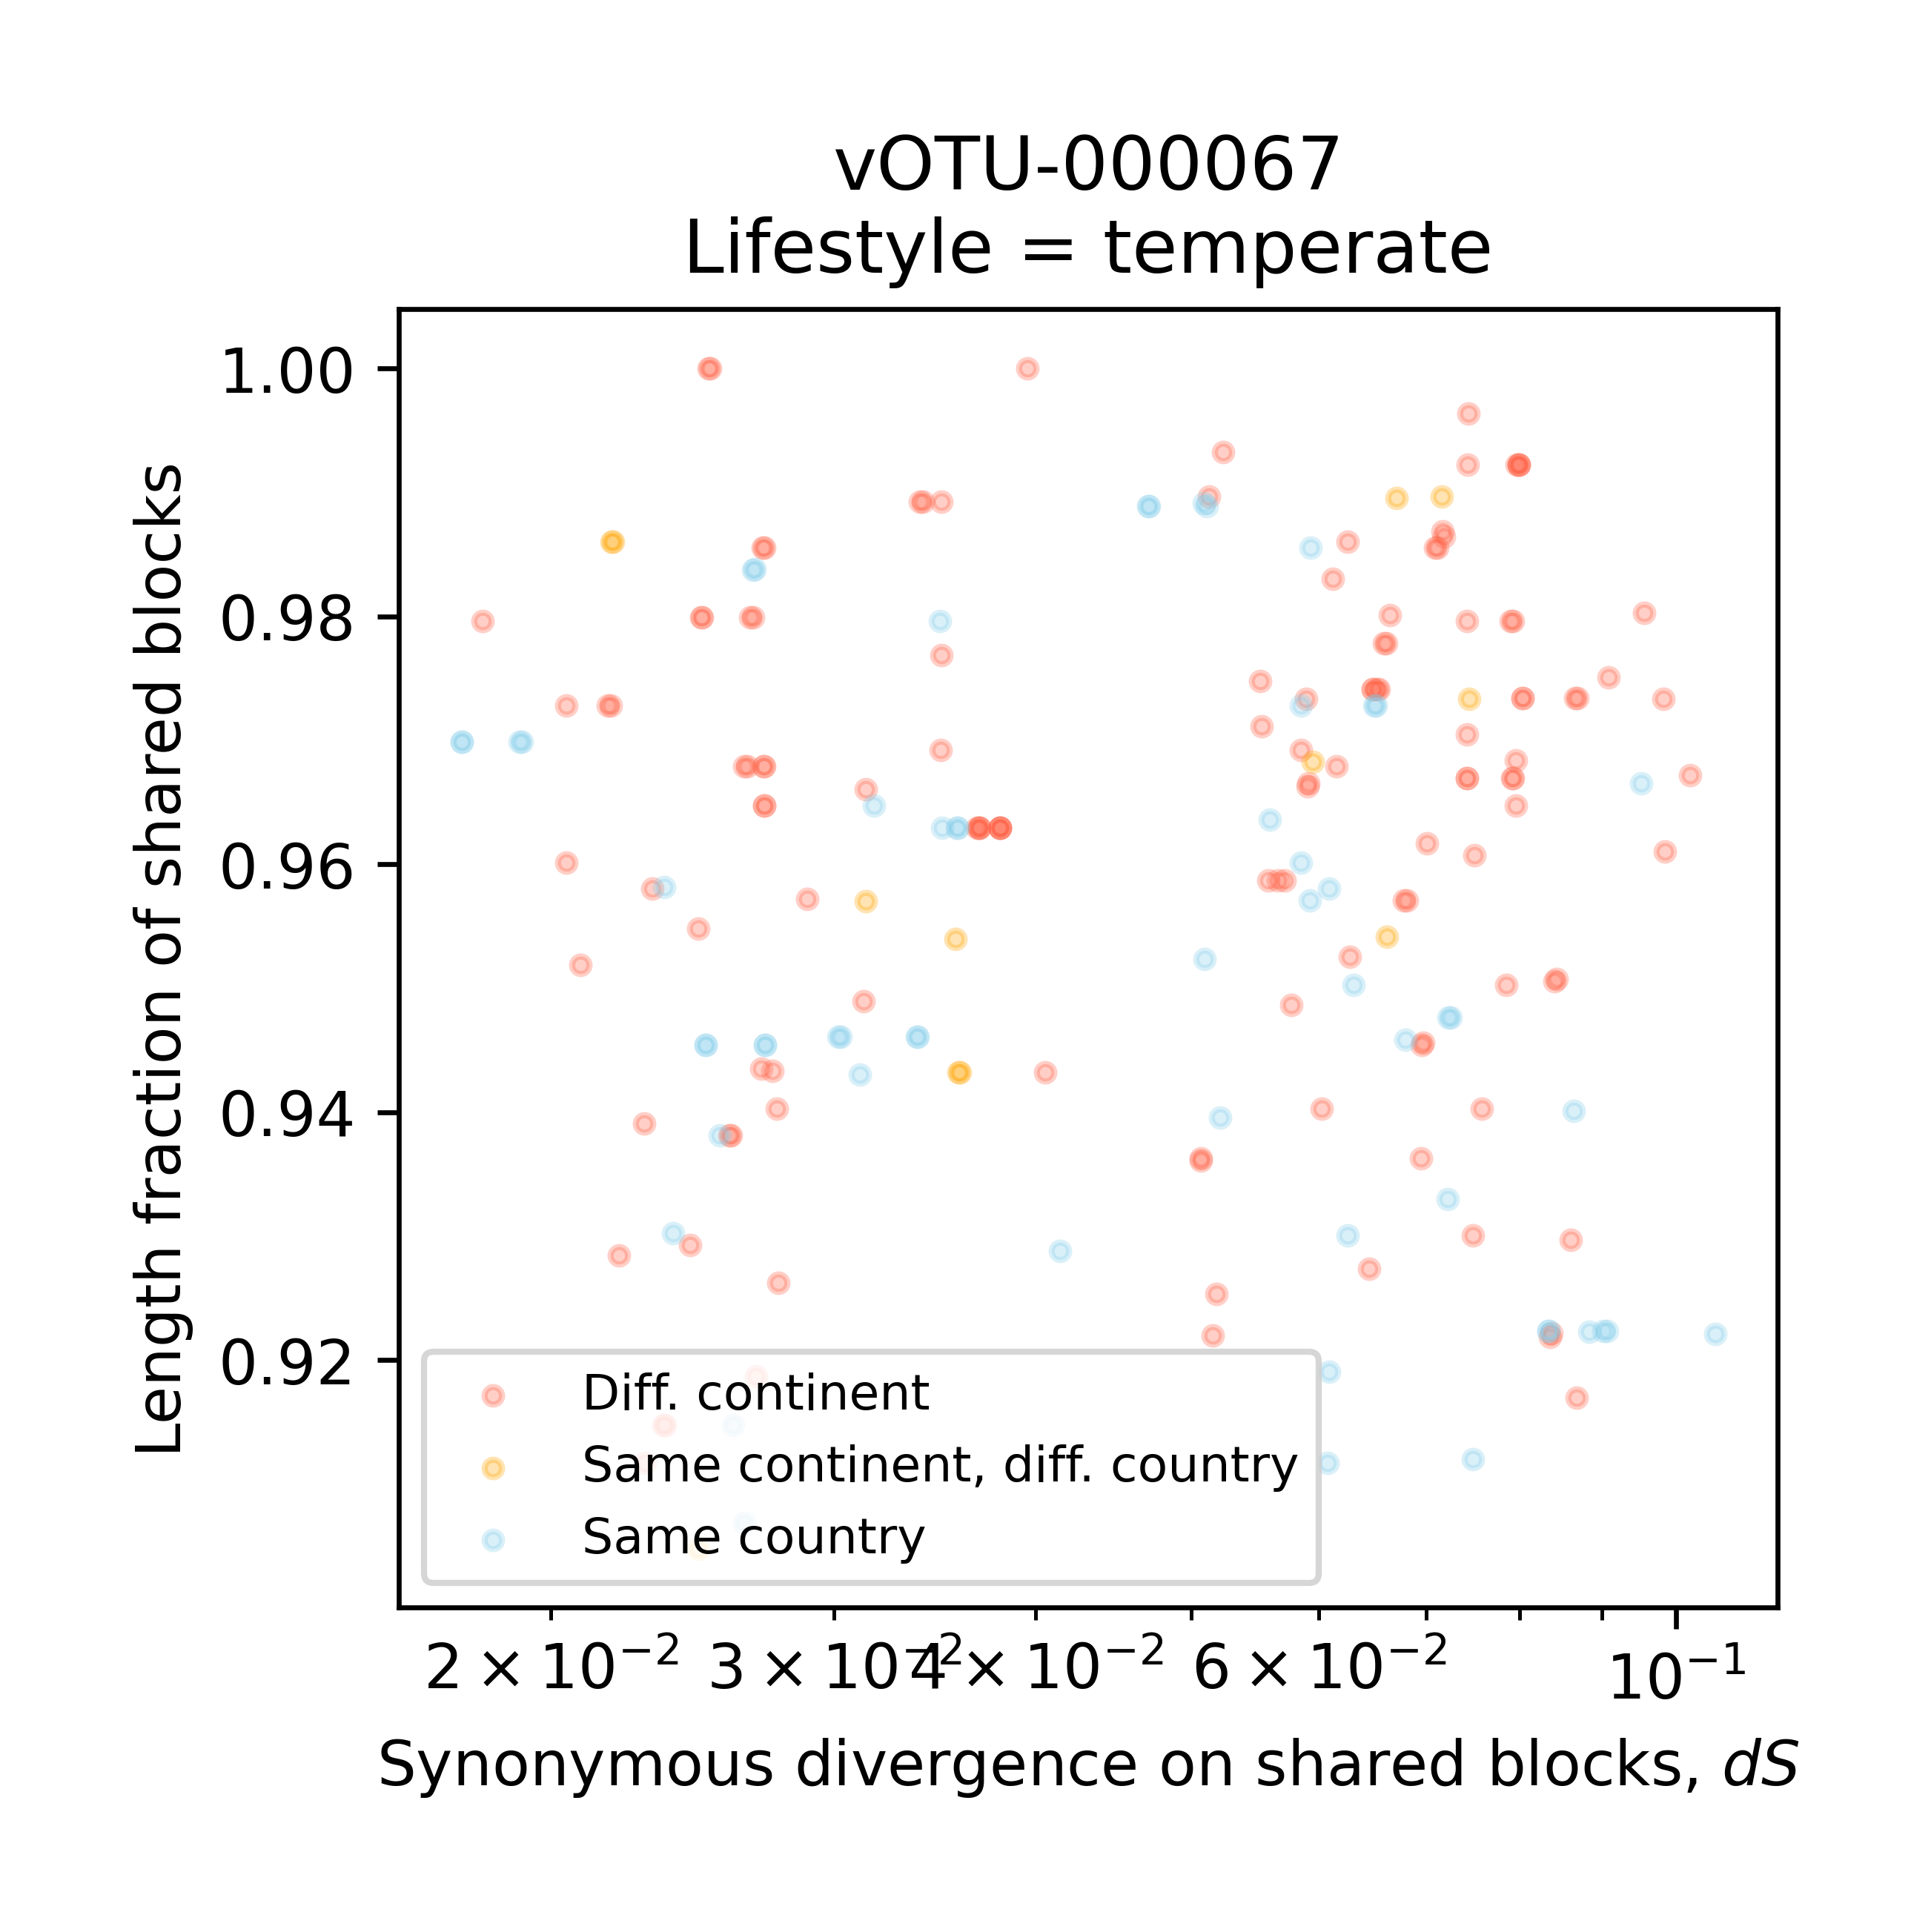 vOTU-000067
Lifestyle = temperate
Length fraction of shared blocks
1.00
0.98
0.96
0.94
0.92
Diff. continent
Same continent, diff. country
Same country
2 × 10⁻² 3 × 10⁻² 4 × 10⁻² 6 × 10⁻² 10⁻¹
Synonymous divergence on shared blocks, dS